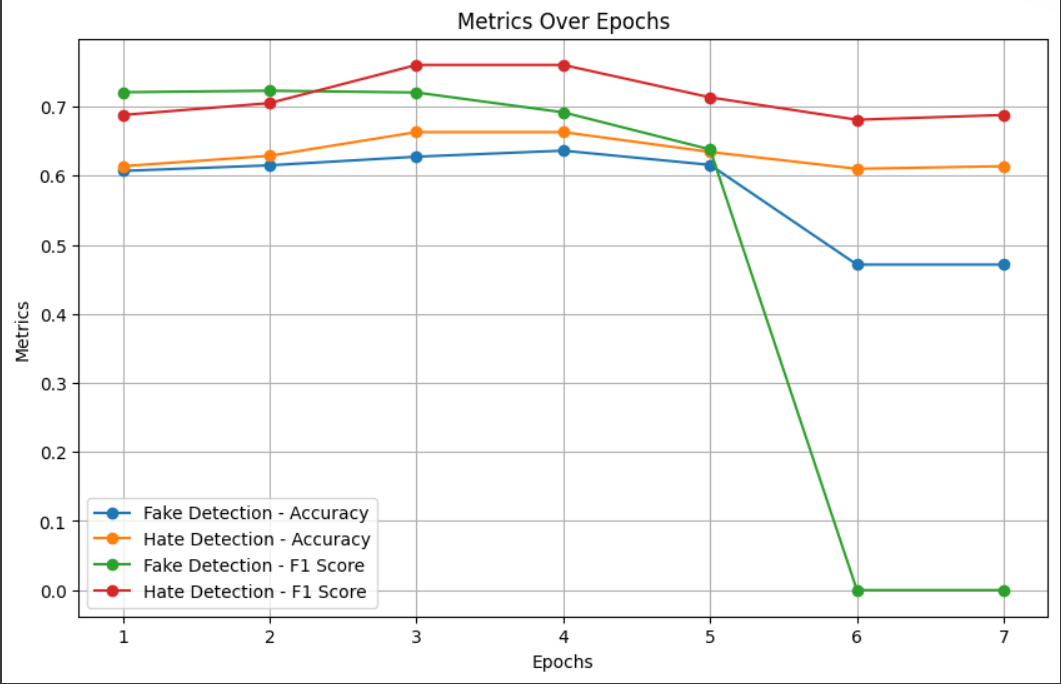 Metrics Over Epochs
Metrics
0.7
0.6
0.5
0.4
0.3
0.2
0.1
0.0
Fake Detection - Accuracy
Hate Detection - Accuracy
Fake Detection - F1 Score
Hate Detection - F1 Score
1 2 3 4 5 6 7
Epochs